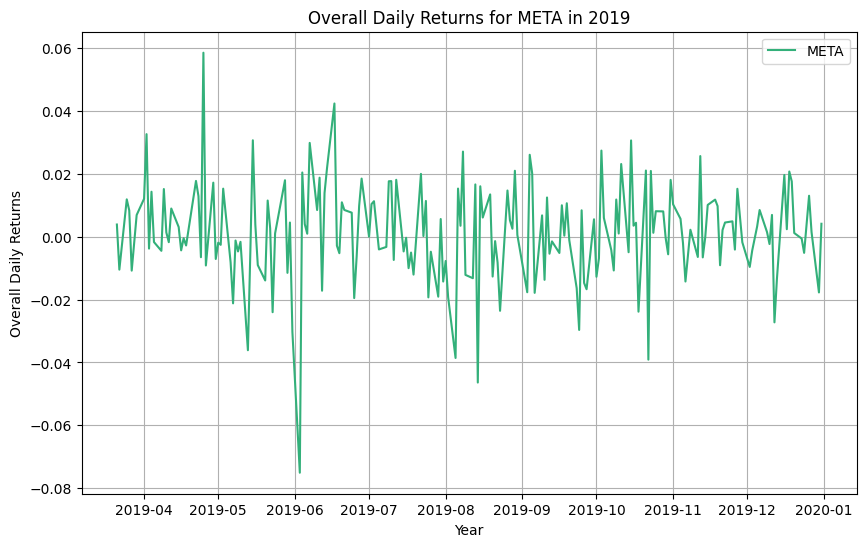 Overall Daily Returns for META in 2019
META
Overall Daily Returns
0.06
0.04
0.02
0.00
−0.02
−0.04
−0.06
−0.08
2019-04 2019-05 2019-06 2019-07 2019-08 2019-09 2019-10 2019-11 2019-12 2020-01
Year